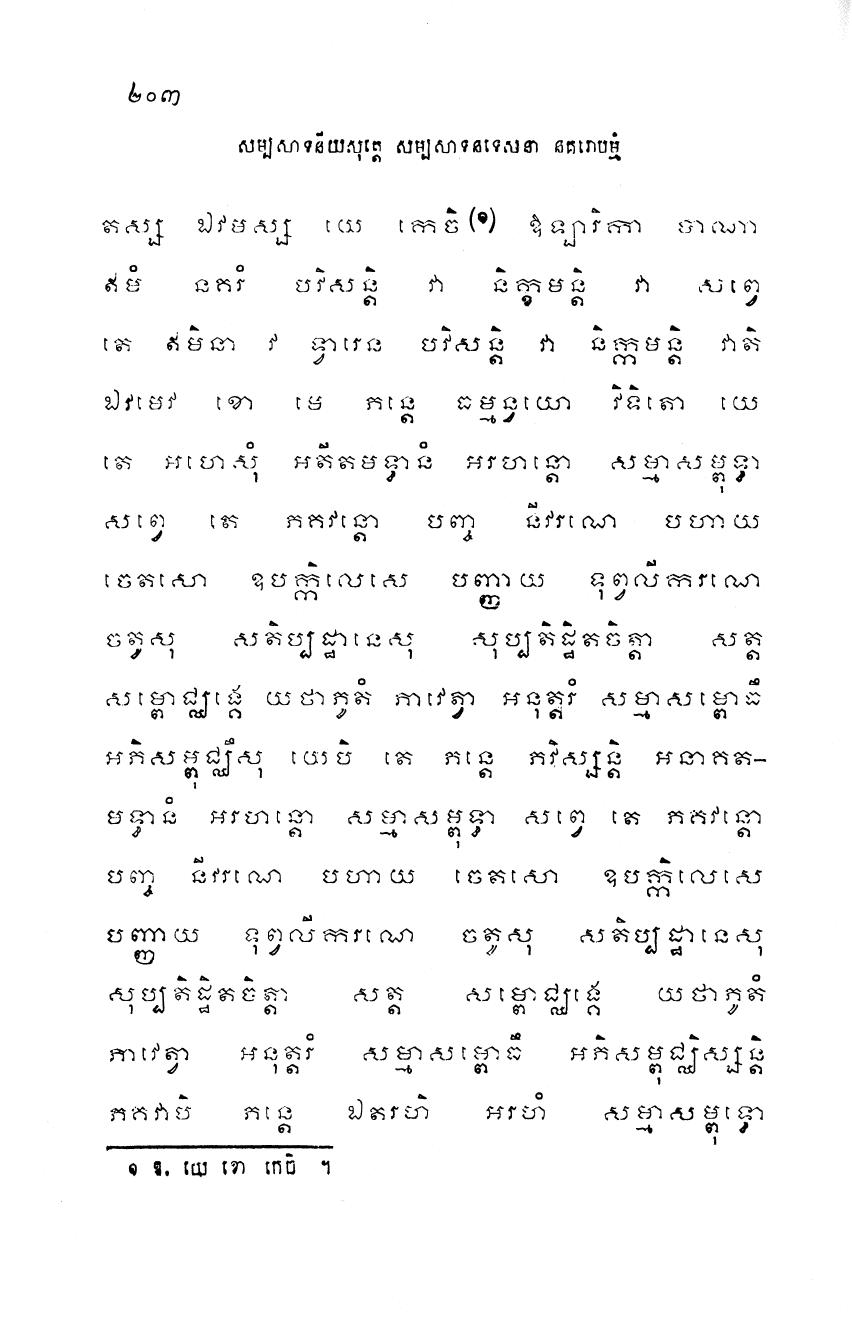 ២០៣
សម្បសាទនីយសុត្តេ សម្បសាទនទេសនា នគរោបម្មំ
តស្ស ឯវមស្ស យេ កេចិ (១) ឱឡារិកា បាណា
ឥមំ នគរំ បវិសន្តិ វា និក្ខមន្តិ វា សព្វេ
តេ ឥមិនា វ ទ្វារេន បវិសន្តិ វា និក្ខមន្តិ វាតិ
ឯវមេវ ខោ មេ ភន្តេ ធម្មន្វយោ វិទិតោ យេ
តេ អហេសុំ អតីតមទ្ធានំ អរហន្តោ សម្មាសម្ពុទ្ធា
សព្វេ តេ ភគវន្តោ បញ្ច នីវរណេ បហាយ
ចេតសោ ឧបក្កិលេសេ បញ្ញាយ ទុព្វលីករណេ
ចតូសុ សតិប្បដ្ឋានេសុ សុប្បតិដ្ឋិតចិត្តា សត្ត
សម្ពោជ្ឈង្គេ យថាភូតំ ភាវេត្វា អនុត្តរំ សម្មាសម្ពោធឹ
អភិសម្ពុជ្ឈឹសុ យេបិ តេ ភន្តេ ភវិស្សន្តិ អនាគត-
មទ្ធានំ អរហន្តោ សម្មាសម្ពុទ្ធា សព្វេ តេ ភគវន្តោ
បញ្ច នីវរណេ បហាយ ចេតសោ ឧបក្កិលេសេ
បញ្ញាយ ទុព្វលីករណេ ចតូសុ សតិប្បដ្ឋានេសុ
សុប្បតិដ្ឋិតចិត្តា សត្ត សម្ពោជ្ឈង្គេ យថាភូតំ
ភាវេត្វា អនុត្តរំ សម្មាសម្ពោធឹ អភិសម្ពុជ្ឈិស្សន្តិ
ភគវាបិ ភន្តេ ឯតរហិ អរហំ សម្មាសម្ពុទ្ធោ
១ ឱ. យេ ខោ កេចិ ។